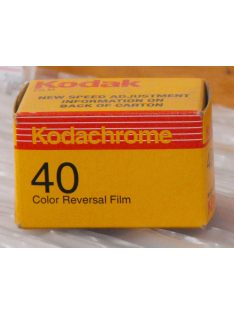 Kodak
NEW SPEED ADJUSTMENT
INFORMATION ON
BACK OF CARTON
Kodachrome
40
Color Reversal Film